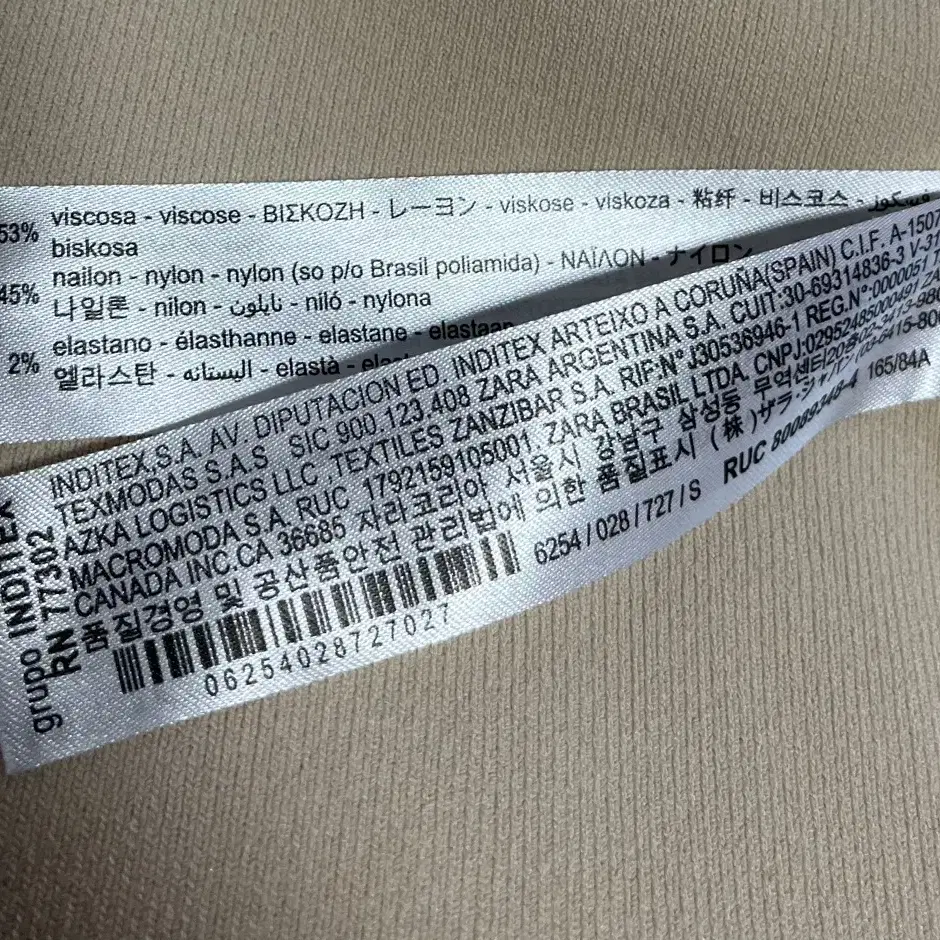 53% viscosa - viscose - ΒΙΣΚΟΖΗ - レーヨン - viskose - viskoza - 粘纤 - 비스코스 - فسكوز
biskosa
45% nailon - nylon - nylon (so p/o Brasil poliamida) - ΝΑΪΛΟΝ - ナイロン
나일론 - nilon - نايلون - niló - nylona
2% elastano - élasthanne - elastane - elastaan
엘라스탄 - اليستانه - elastà -
grupo INDITEX
RN 77302
INDITEX,S.A. AV. DIPUTACION ED. INDITEX ARTEIXO A CORUÑA(SPAIN) C.I.F. A-1507
TEXMODAS S.A.S SIC 900.123.408 ZARA ARGENTINA S.A. CUIT:30-69314836-3 V-31
AZKA LOGISTICS LLC ,TEXTILES ZANZIBAR S.A. RIF:N° J30536946-1 REG.N°:0000051
MACROMODA S.A. RUC 1792159105001, ZARA BRASIL LTDA. CNPJ:02952485000491
CANADA INC.CA 36685 자라코리아 서울시 강남구 삼성동 무역센터
품질경영 및 공산품안전 관리법에 의한 품질표시 (株)ザラ・ジャパン
06254028727027
6254 / 028 / 727 / S RUC 80089348-4 165/84A